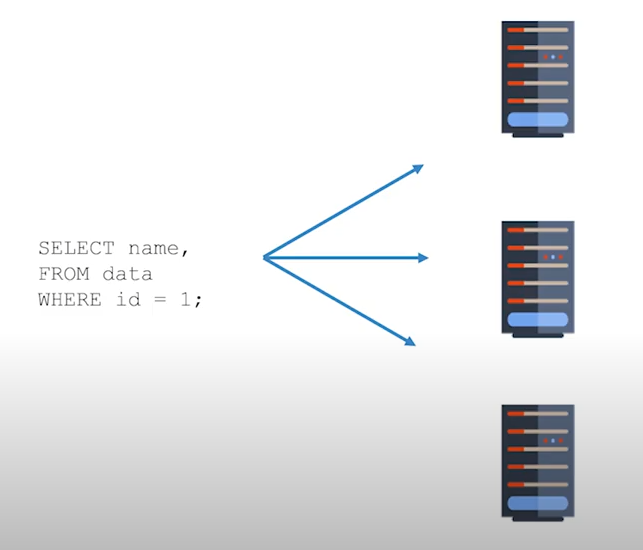 SELECT name,
FROM data
WHERE id = 1;